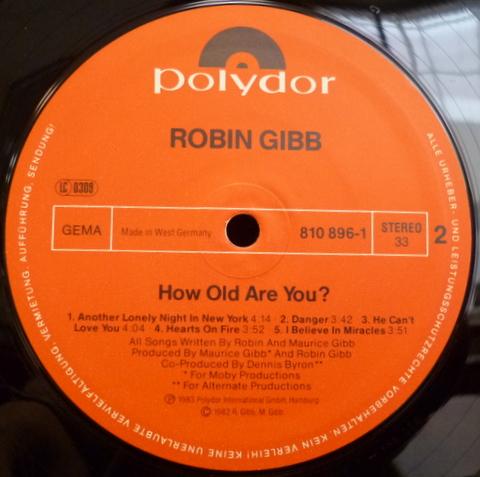 polydor
ROBIN GIBB
LC 0309
GEMA
Made in West Germany
810 896-1
STEREO
33
2
How Old Are You?
1. Another Lonely Night In New York 4:14 · 2. Danger 3:42 · 3. He Can't
Love You 4:04 · 4. Hearts On Fire 3:52 · 5. I Believe In Miracles 3:51
All Songs Written By Robin And Maurice Gibb
Produced By Maurice Gibb* And Robin Gibb
Co-Produced By Dennis Byron**
* For Moby Productions
** For Alternate Pructions
Ⓟ 1983 Polydor International GmbH, Hamburg
© 1982 R. Gibb, M. Gibb
ALLE URHEBER- UND LEISTUNGSSCHUTZRECHTE VORBEHALTEN. KEIN VERLEIH! KEINE UNERLAUBTE VERVIELFÄLTIGUNG, VERMIETUNG, AUFFÜHRUNG, SENDUNG!